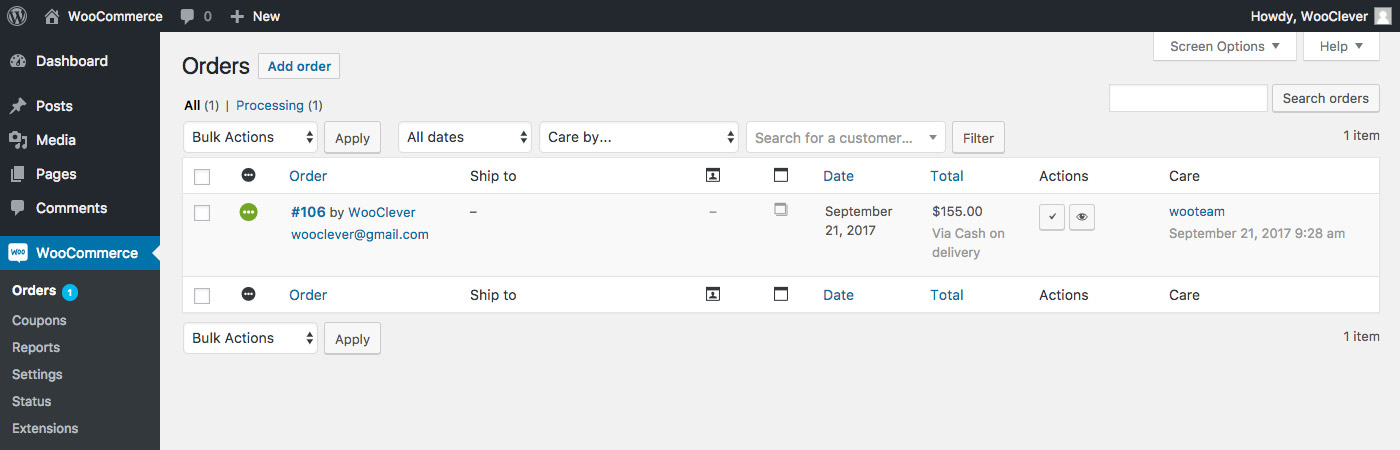 WooCommerce 0 New Howdy, WooClever
Dashboard
Posts
Media
Pages
Comments
WOO WooCommerce
Orders 1
Coupons
Reports
Settings
Status
Extensions
Screen Options ▼ Help ▼
Orders Add order
All (1) | Processing (1)
Search orders
Bulk Actions Apply All dates Care by... Search for a customer... Filter 1 item
Order Ship to Date Total Actions Care
#106 by WooClever – – September $155.00 wooteam
wooclever@gmail.com 21, 2017 Via Cash on September 21, 2017 9:28 am
delivery
Order Ship to Date Total Actions Care
Bulk Actions Apply 1 item